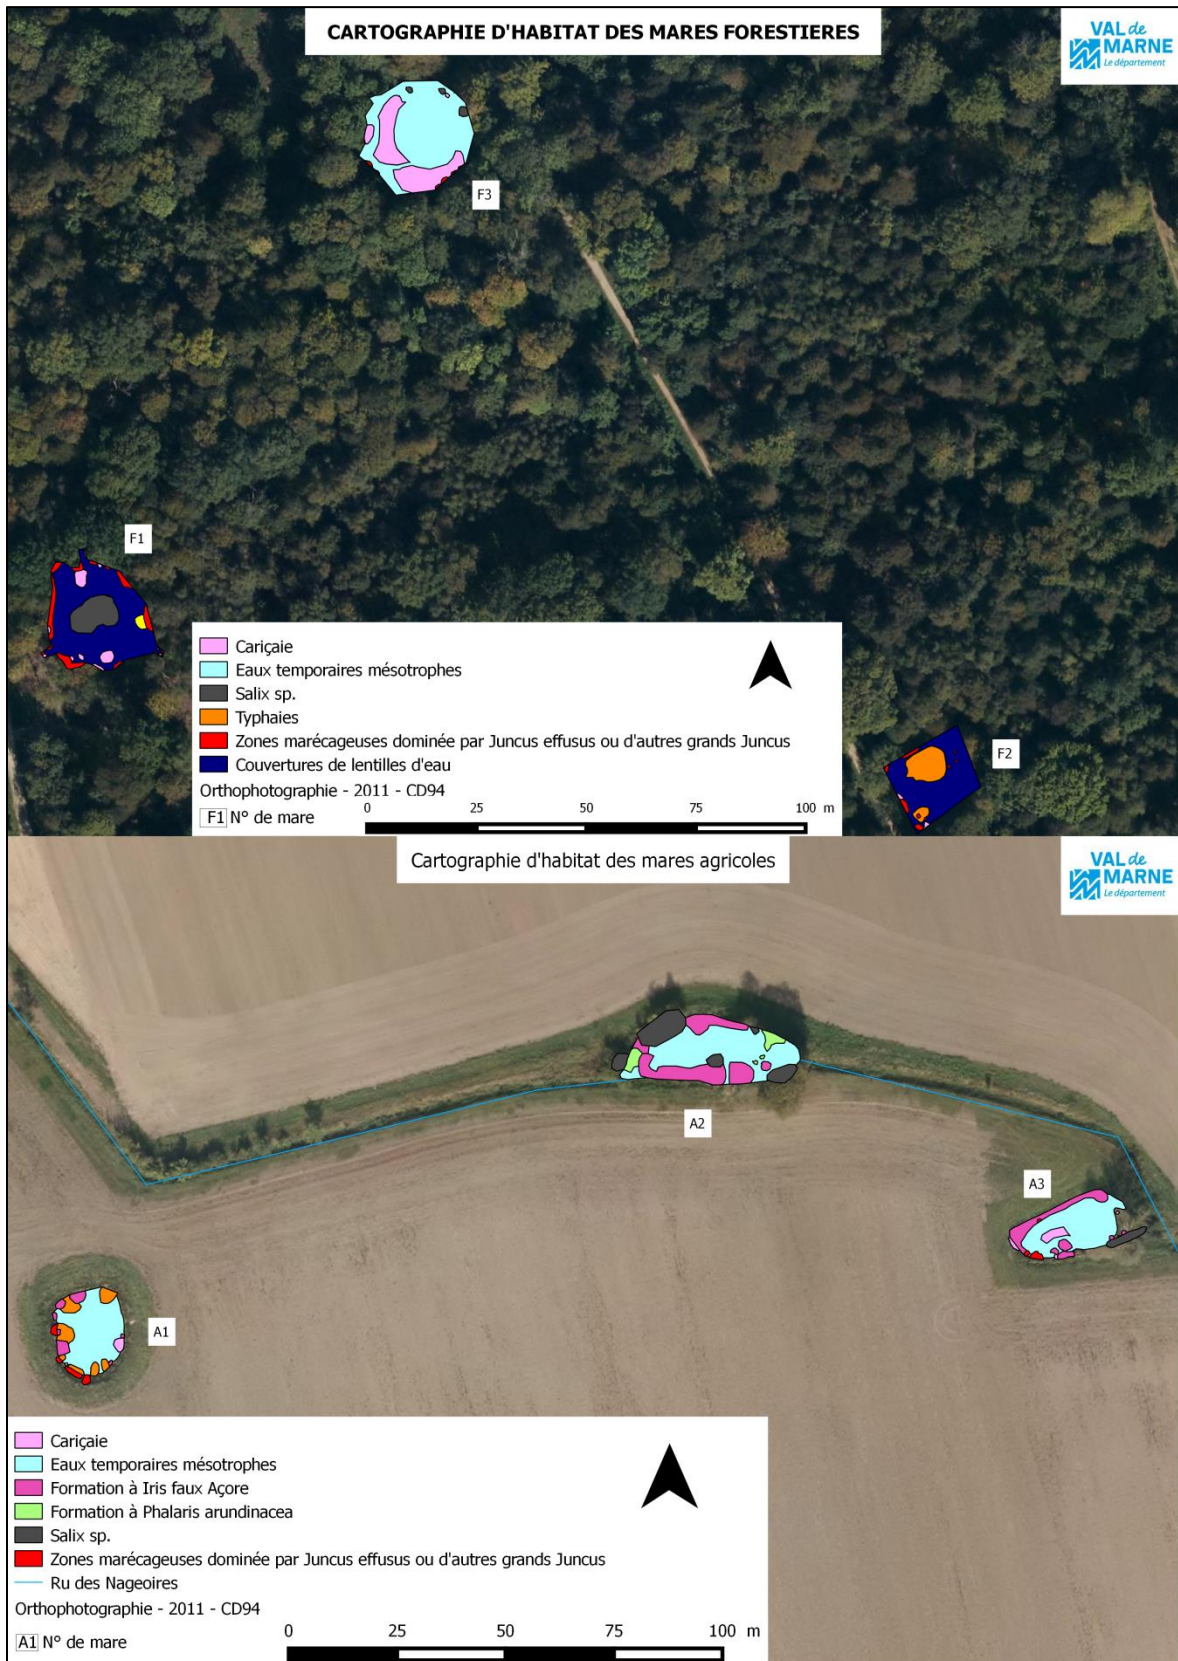 CARTOGRAPHIE D'HABITAT DES MARES FORESTIERES
VAL de
MARNE
Le département
F3
F1
F2
Cariçaie
Eaux temporaires mésotrophes
Salix sp.
Typhaies
Zones marécageuses dominée par Juncus effusus ou d'autres grands Juncus
Couvertures de lentilles d'eau
Orthophotographie - 2011 - CD94
F1 N° de mare
0 25 50 75 100 m
Cartographie d'habitat des mares agricoles
VAL de
MARNE
Le département
A2
A3
A1
Cariçaie
Eaux temporaires mésotrophes
Formation à Iris faux Açore
Formation à Phalaris arundinacea
Salix sp.
Zones marécageuses dominée par Juncus effusus ou d'autres grands Juncus
Ru des Nageoires
Orthophotographie - 2011 - CD94
A1 N° de mare
0 25 50 75 100 m